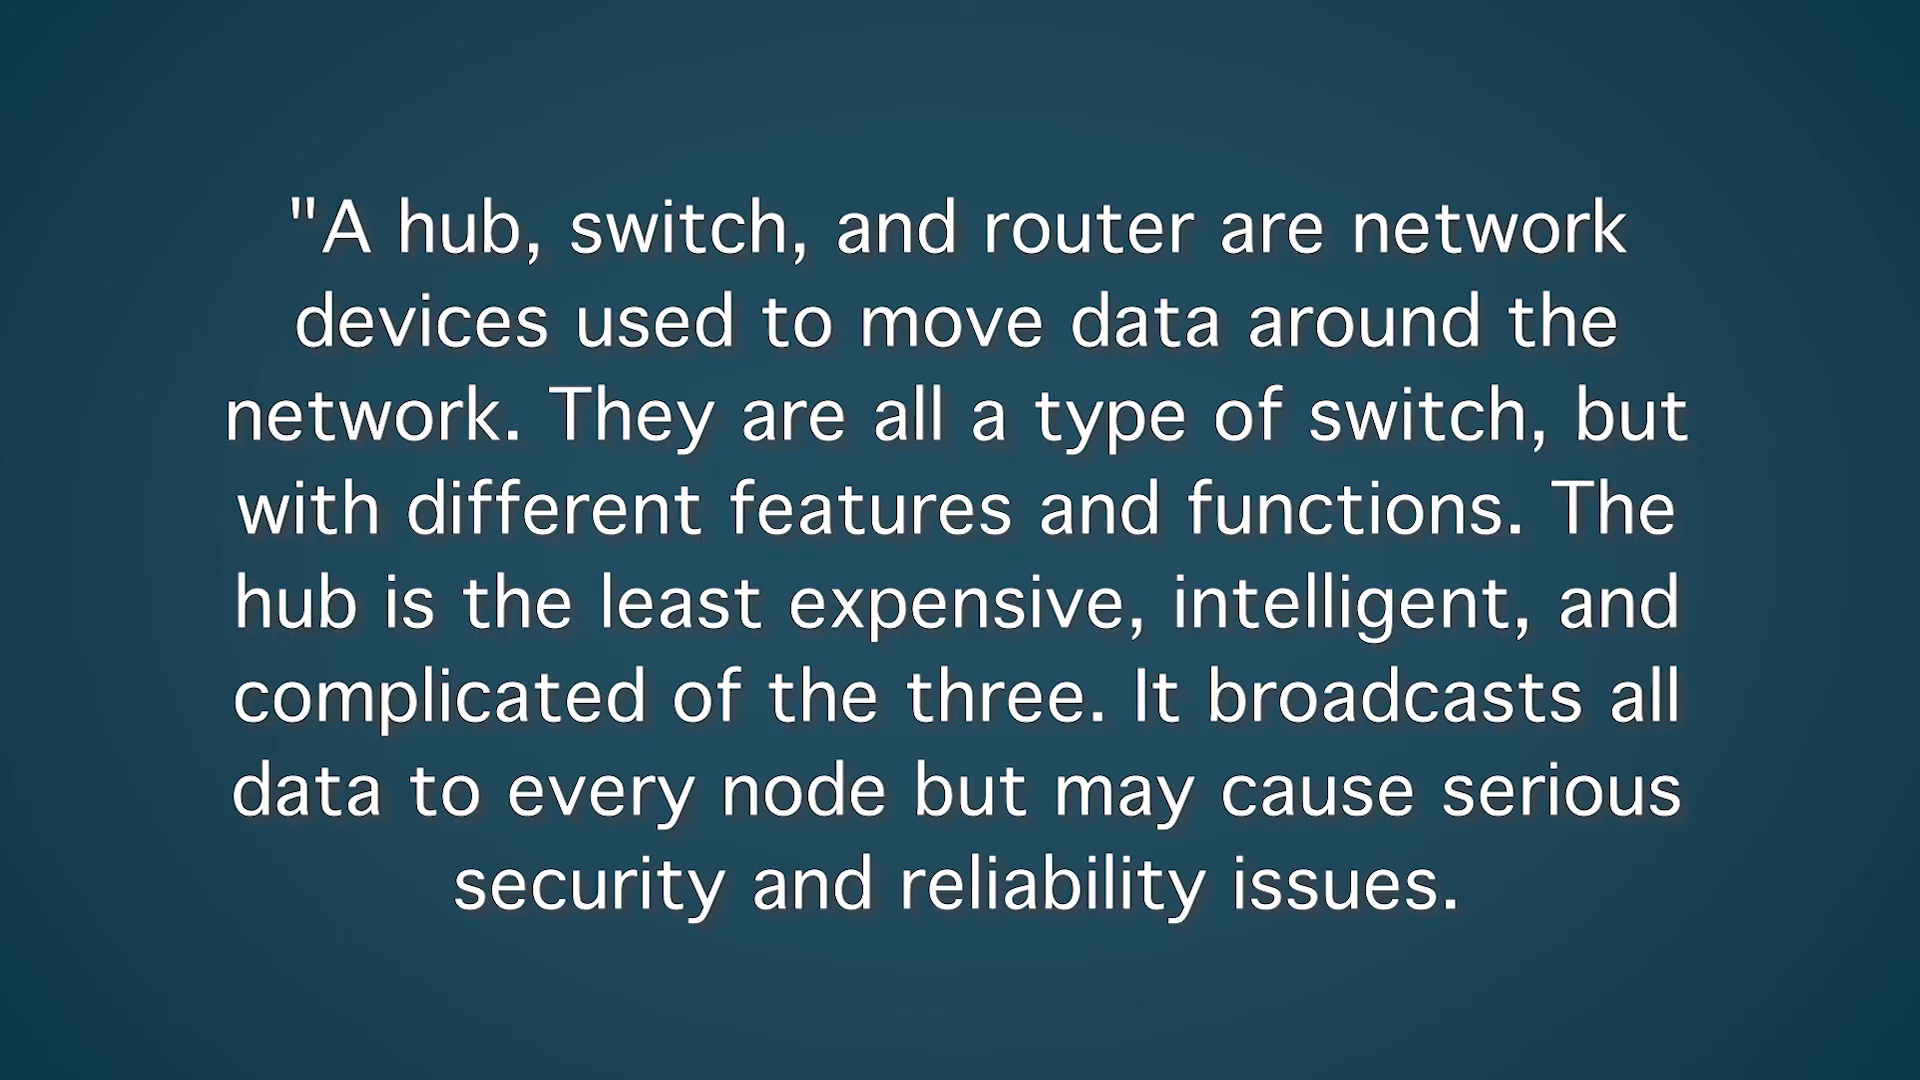 "A hub, switch, and router are network
devices used to move data around the
network. They are all a type of switch, but
with different features and functions. The
hub is the least expensive, intelligent, and
complicated of the three. It broadcasts all
data to every node but may cause serious
security and reliability issues.